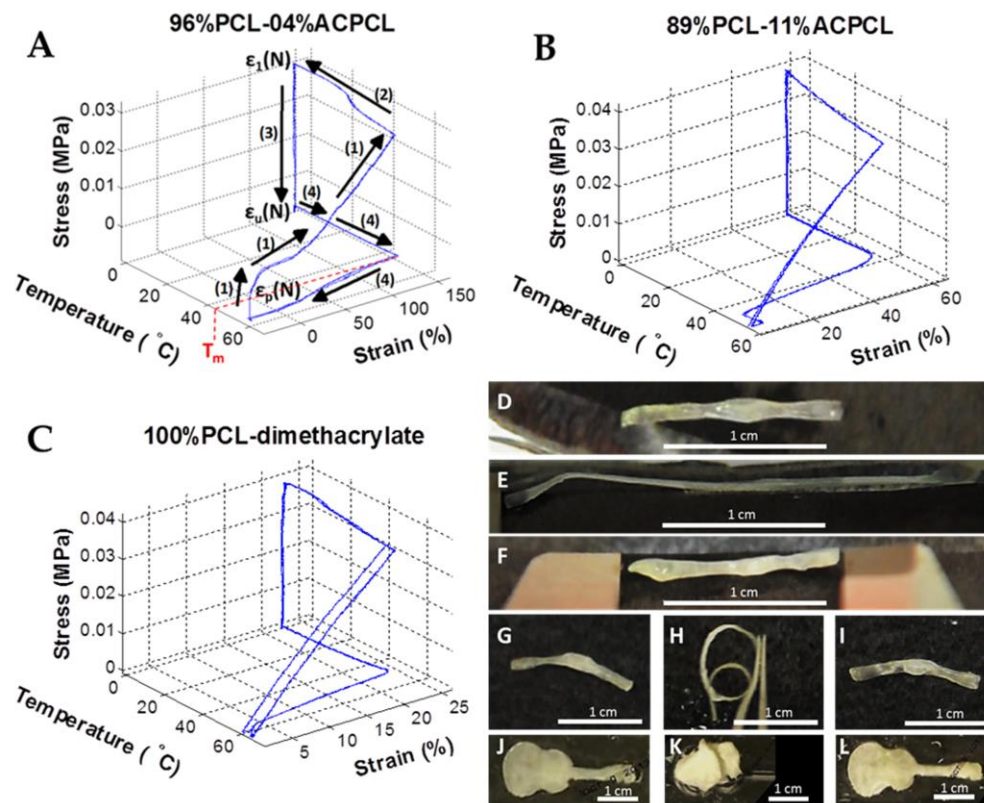 A
96%PCL-04%ACPCL
Stress (MPa)
0.03
0.02
0.01
0
Temperature (°C)
0
20
40
60
Strain (%)
0
50
100
150
ε1(N)
(2)
(3)
(1)
(4)
εu(N)
(4)
(1)
(1)
εp(N)
(4)
Tm
B
89%PCL-11%ACPCL
Stress (MPa)
0.04
0.03
0.02
0.01
0
Temperature (°C)
0
20
40
60
Strain (%)
20
40
60
C
100%PCL-dimethacrylate
Stress (MPa)
0.04
0.03
0.02
0.01
0
Temperature (°C)
0
20
40
60
Strain (%)
5
10
15
20
25
D
1 cm
E
1 cm
F
1 cm
G
1 cm
H
1 cm
I
1 cm
J
1 cm
K
1 cm
L
1 cm